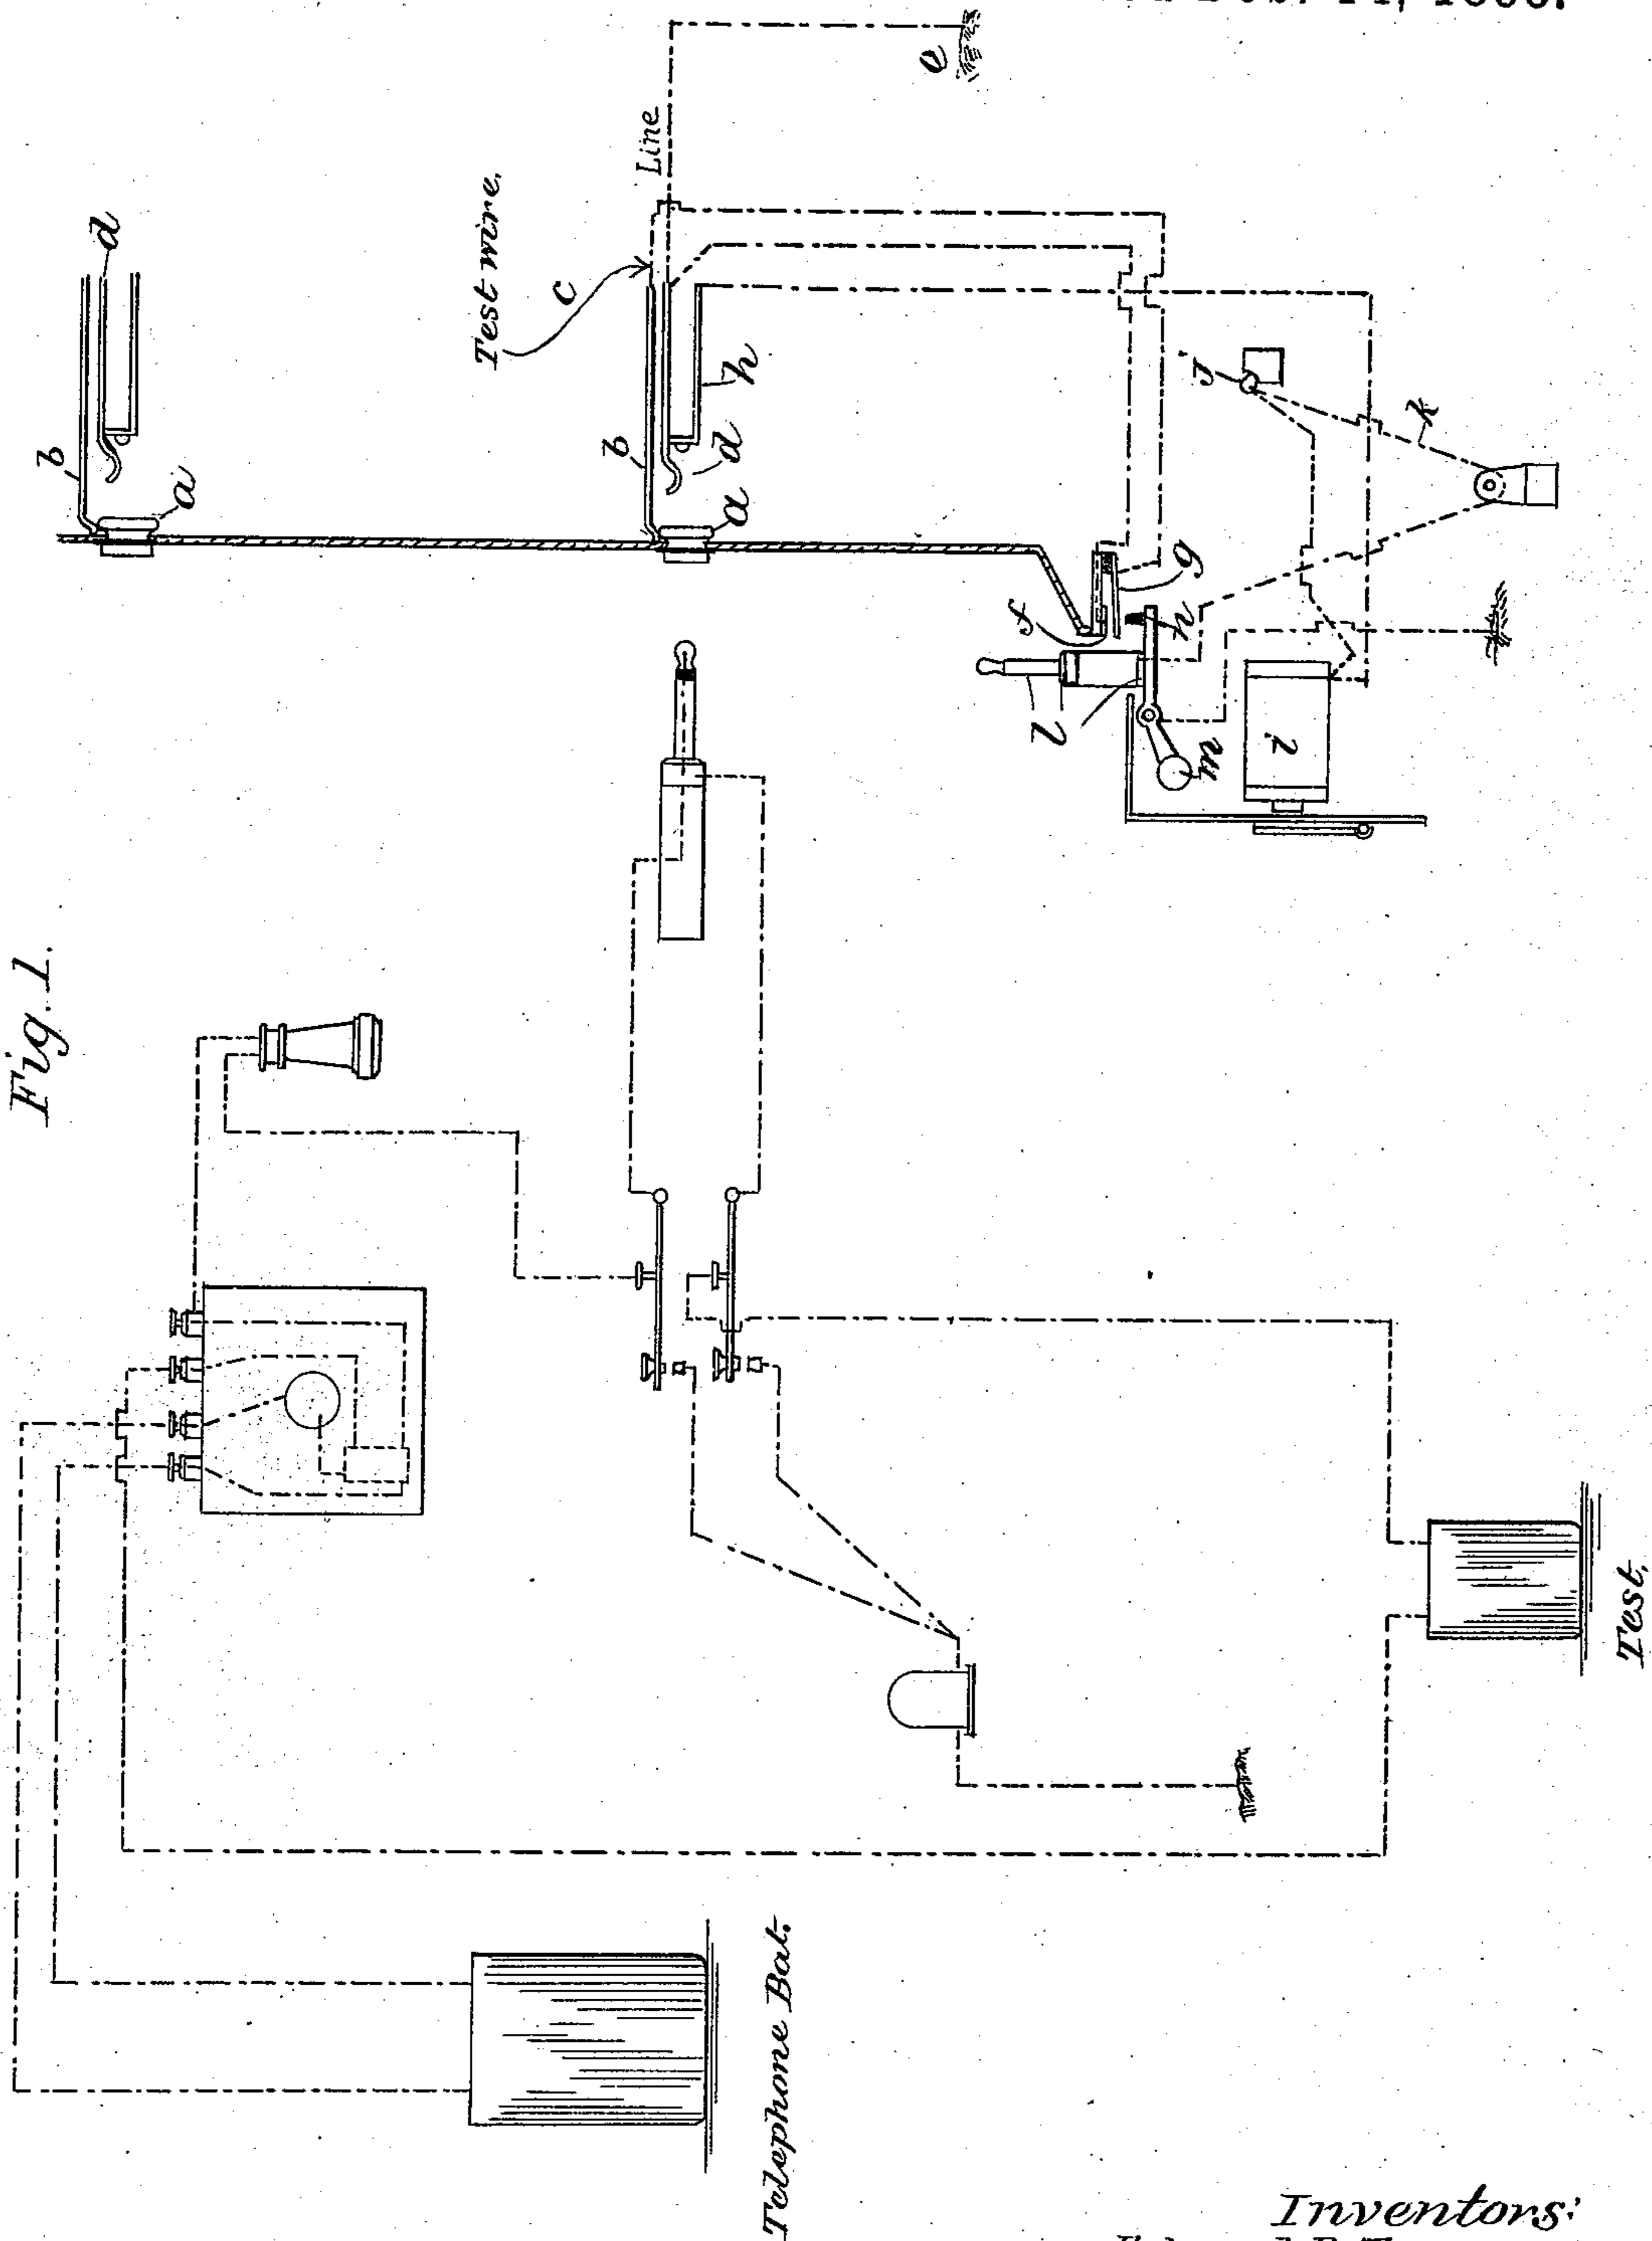 Fig. 1.
d
b
a
Test wire.
c
Line
e
b
d
h
a
f
g
n
l
m
i
j
k
Telephone Bat.
Test.
Inventors: